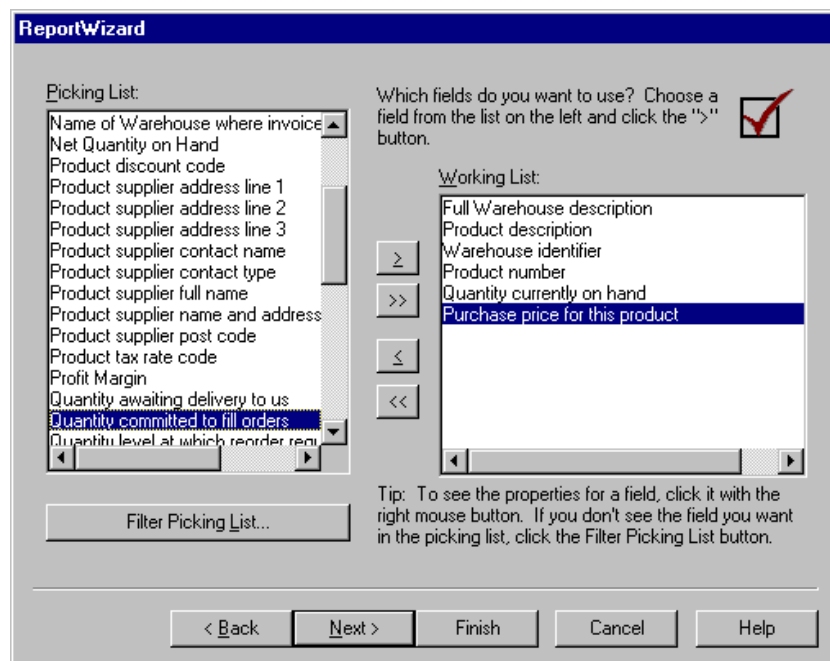 ReportWizard
Picking List:
Name of Warehouse where invoice
Net Quantity on Hand
Product discount code
Product supplier address line 1
Product supplier address line 2
Product supplier address line 3
Product supplier contact name
Product supplier contact type
Product supplier full name
Product supplier name and address
Product supplier post code
Product tax rate code
Profit Margin
Quantity awaiting delivery to us
Quantity committed to fill orders
Quantity level at which reorder requ
Filter Picking List...
Which fields do you want to use? Choose a
field from the list on the left and click the ">"
button.
Working List:
Full Warehouse description
Product description
Warehouse identifier
Product number
Quantity currently on hand
Purchase price for this product
>
>>
<
<<
Tip: To see the properties for a field, click it with the
right mouse button. If you don't see the field you want
in the picking list, click the Filter Picking List button.
< Back
Next >
Finish
Cancel
Help